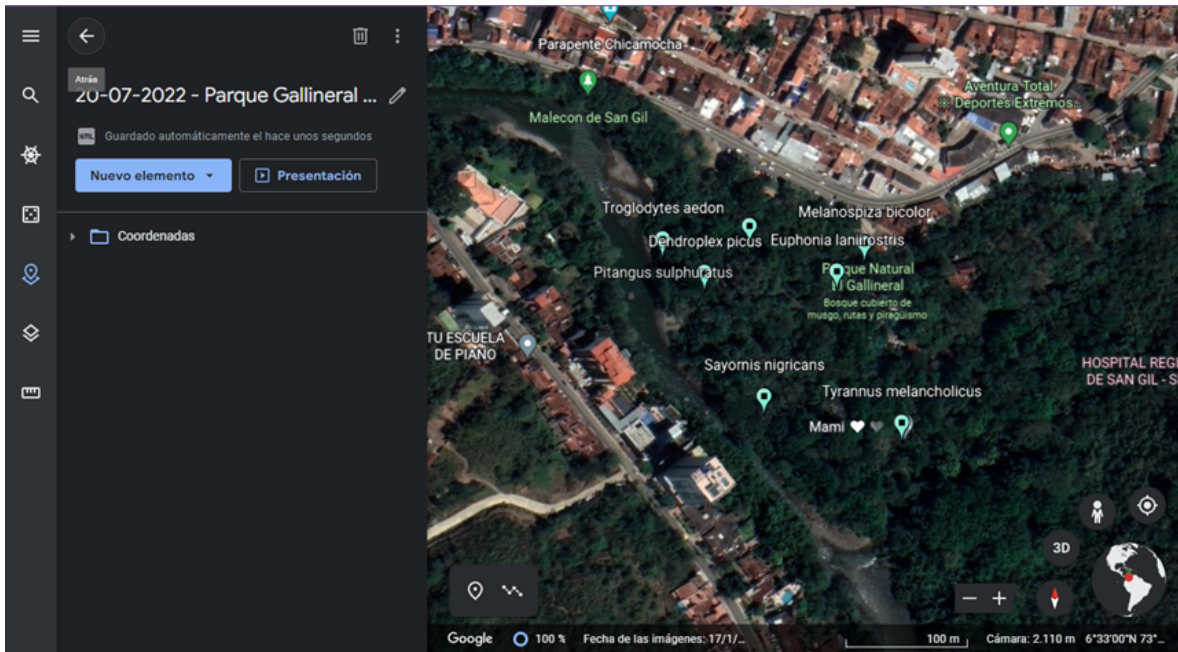 Atrás
20-07-2022 - Parque Gallineral ...
KML
Guardado automáticamente el hace unos segundos
Nuevo elemento
Presentación
Coordenadas
Parapente Chicamocha
Malecon de San Gil
Aventura Total
Deportes Extremos
Troglodytes aedon
Melanospiza bicolor
Dendroplex picus
Euphonia laniirostris
Pitangus sulphuratus
Parque Natural
El Gallineral
Bosque cubierto de
musgo, rutas y piragüismo
TU ESCUELA
DE PIANO
Sayornis nigricans
HOSPITAL REGI
DE SAN GIL - S
Tyrannus melancholicus
Mami 🤍
3D
Google
100 %
Fecha de las imágenes: 17/1/...
100 m
Cámara: 2.110 m
6°33'00"N 73°...